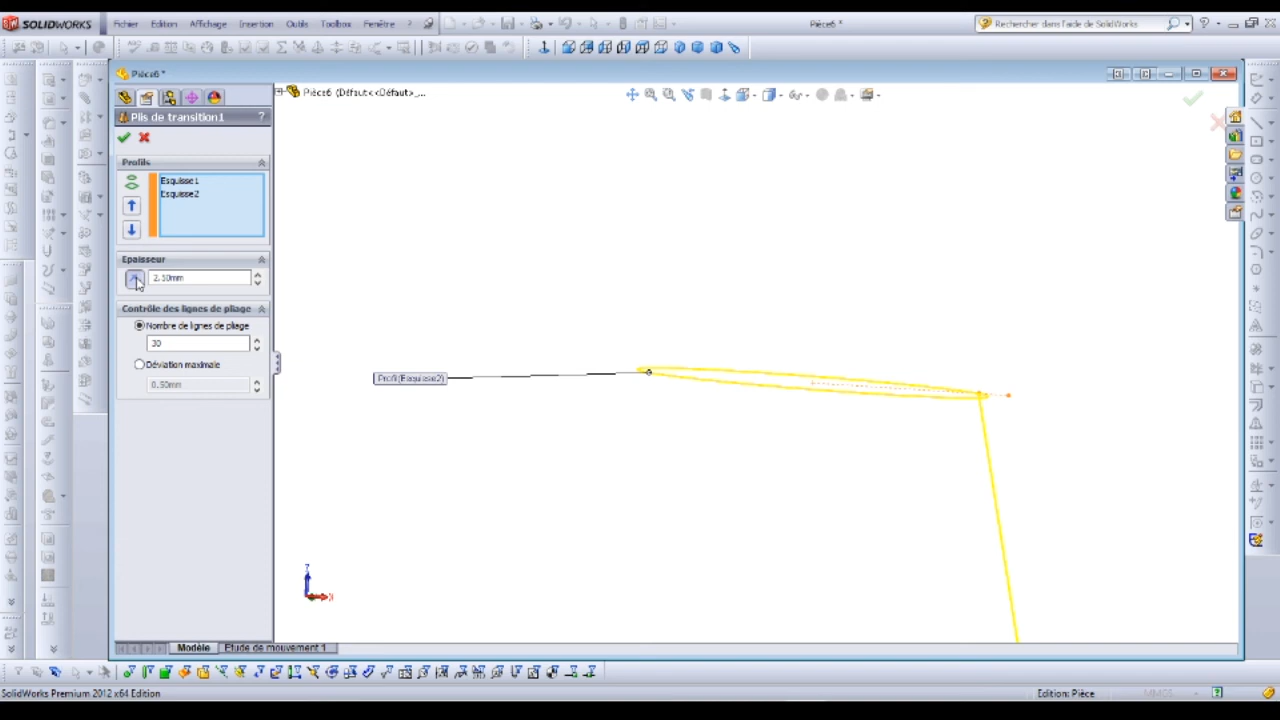 SOLIDWORKS Fichier Edition Affichage Insertion Outils Toolbox Fenêtre ? Pièce6 * Rechercher dans l'aide de SolidWorks ?
Pièce6 *
Pièce6 (Défaut<<Défaut>_...
Plis de transition1 ?
Profils
Esquisse1
Esquisse2
Epaisseur
2.50mm
Contrôle des lignes de pliage
Nombre de lignes de pliage
30
Déviation maximale
0.50mm
Profil(Esquisse2)
Z
X
Modèle Etude de mouvement 1
SolidWorks Premium 2012 x64 Edition Edition: Pièce MMGS - ?